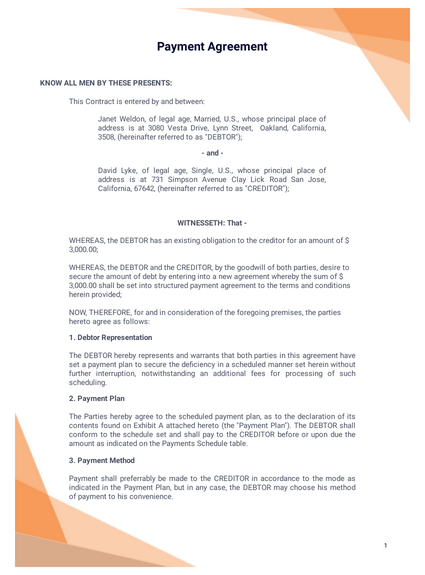 Payment Agreement
KNOW ALL MEN BY THESE PRESENTS:
This Contract is entered by and between:
Janet Weldon, of legal age, Married, U.S., whose principal place of
address is at 3080 Vesta Drive, Lynn Street, Oakland, California,
3508, (hereinafter referred to as "DEBTOR");
- and -
David Lyke, of legal age, Single, U.S., whose principal place of
address is at 731 Simpson Avenue Clay Lick Road San Jose,
California, 67642, (hereinafter referred to as "CREDITOR");
WITNESSETH: That -
WHEREAS, the DEBTOR has an existing obligation to the creditor for an amount of $
3,000.00;
WHEREAS, the DEBTOR and the CREDITOR, by the goodwill of both parties, desire to
secure the amount of debt by entering into a new agreement whereby the sum of $
3,000.00 shall be set into structured payment agreement to the terms and conditions
herein provided;
NOW, THEREFORE, for and in consideration of the foregoing premises, the parties
hereto agree as follows:
1. Debtor Representation
The DEBTOR hereby represents and warrants that both parties in this agreement have
set a payment plan to secure the deficiency in a scheduled manner set herein without
further interruption, notwithstanding an additional fees for processing of such
scheduling.
2. Payment Plan
The Parties hereby agree to the scheduled payment plan, as to the declaration of its
contents found on Exhibit A attached hereto (the "Payment Plan"). The DEBTOR shall
conform to the schedule set and shall pay to the CREDITOR before or upon due the
amount as indicated on the Payments Schedule table.
3. Payment Method
Payment shall preferrably be made to the CREDITOR in accordance to the mode as
indicated in the Payment Plan, but in any case, the DEBTOR may choose his method
of payment to his convenience.
1